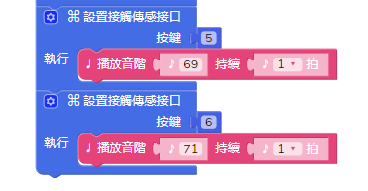 設置接觸傳感接口
按鍵 5
執行 播放音階 69 持續 1 拍
設置接觸傳感接口
按鍵 6
執行 播放音階 71 持續 1 拍